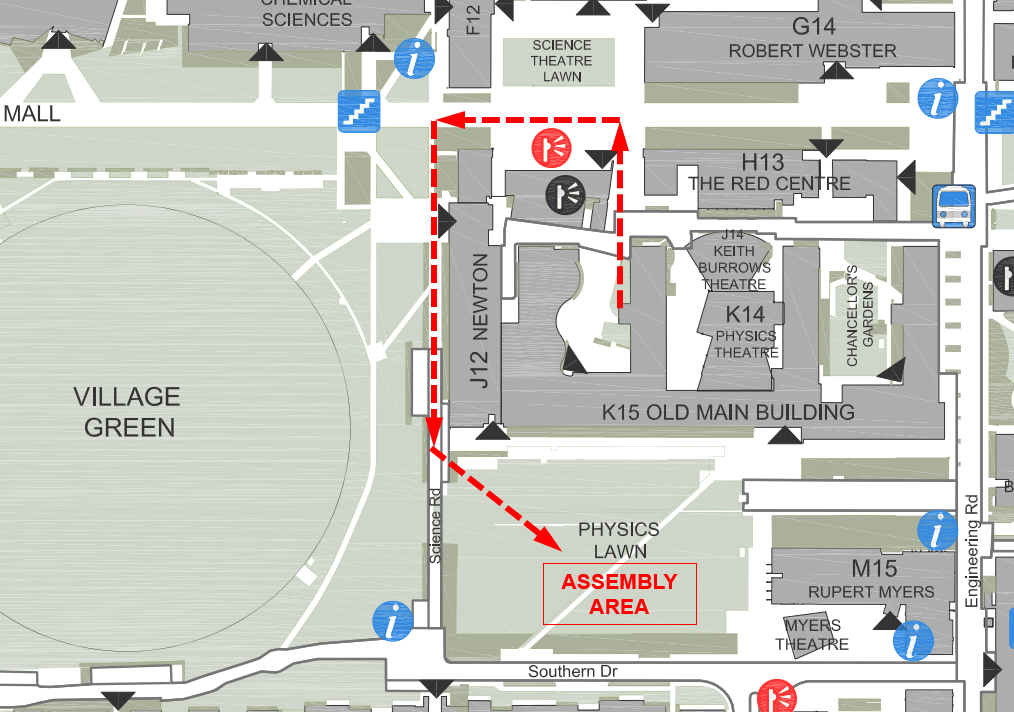 CHEMICAL
SCIENCES
F12
SCIENCE
THEATRE
LAWN
G14
ROBERT WEBSTER
MALL
H13
THE RED CENTRE
J14
KEITH
BURROWS
THEATRE
K14
PHYSICS
THEATRE
CHANCELLOR'S
GARDENS
J12 NEWTON
VILLAGE
GREEN
K15 OLD MAIN BUILDING
Science Rd
PHYSICS
LAWN
ASSEMBLY
AREA
Engineering Rd
M15
RUPERT MYERS
MYERS
THEATRE
Southern Dr